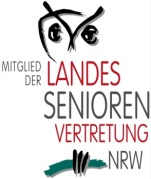 MITGLIED
DER LANDES
SENIOREN
VERTRETUNG
NRW